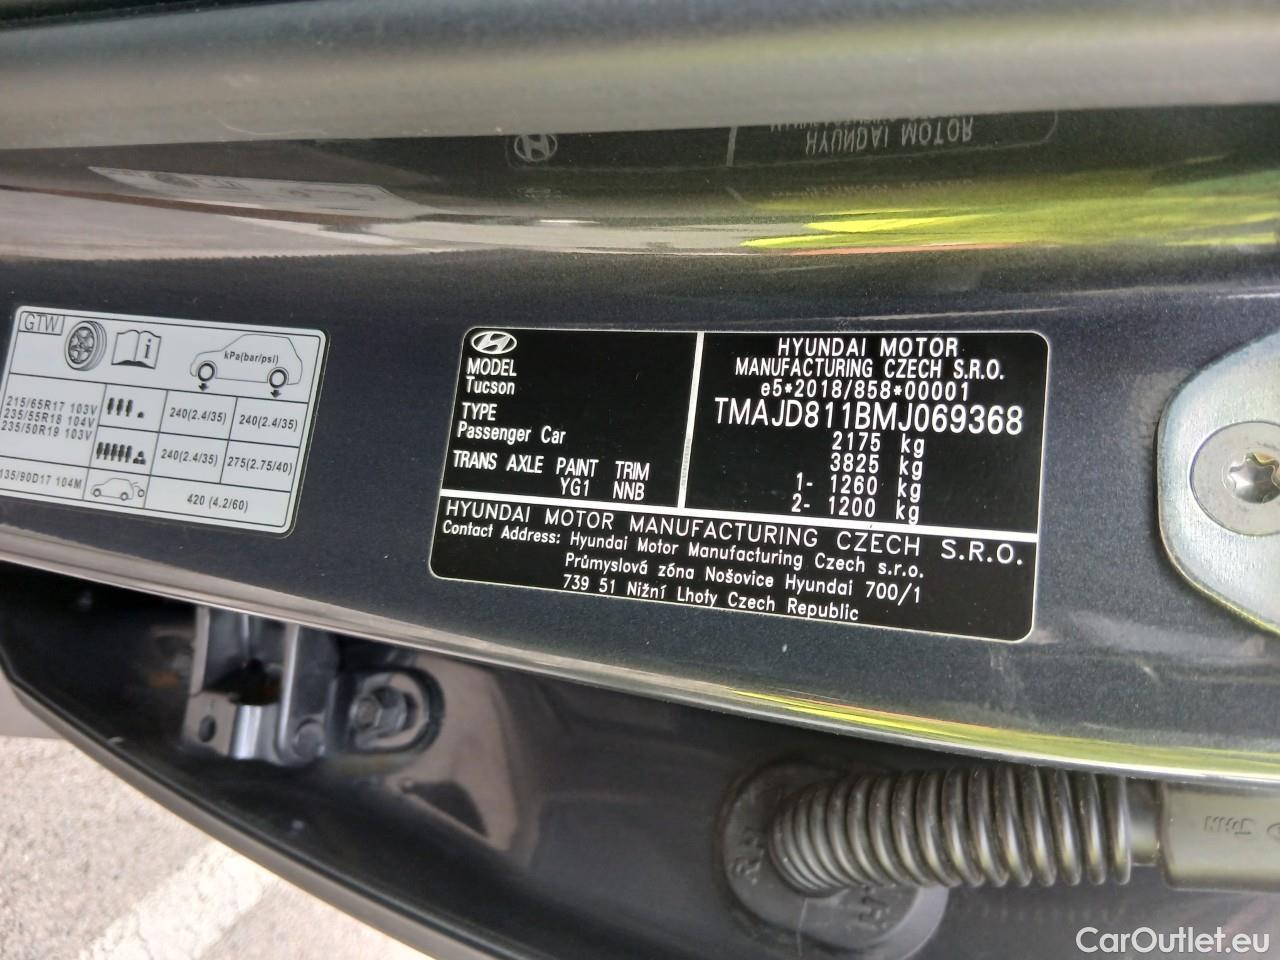 GTW
kPa(bar/psi)
215/65R17 103V
235/55R18 104V
235/50R19 103V
240(2.4/35)
240(2.4/35)
240(2.4/35)
275(2.75/40)
135/90D17 104M
420 (4.2/60)
MODEL
Tucson
TYPE
Passenger Car
TRANS AXLE PAINT TRIM
YG1 NNB
HYUNDAI MOTOR
MANUFACTURING CZECH S.R.O.
e5*2018/858*00001
TMAJD811BMJ069368
2175 kg
3825 kg
1- 1260 kg
2- 1200 kg
HYUNDAI MOTOR MANUFACTURING CZECH S.R.O.
Contact Address: Hyundai Motor Manufacturing Czech s.r.o.
Průmyslová zóna Nošovice Hyundai 700/1
739 51 Nižní Lhoty Czech Republic
CarOutlet.eu